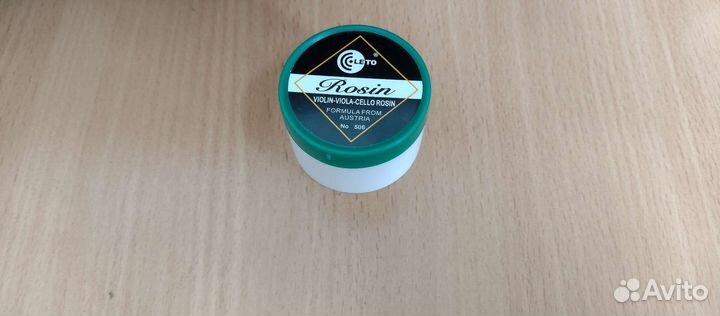 LETO
®
Rosin
VIOLIN-VIOLA-CELLO ROSIN
FORMULA FROM
AUSTRIA
No 506
Avito